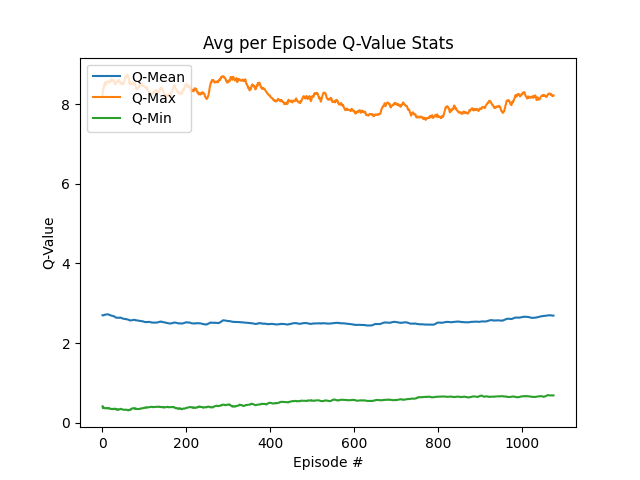 Avg per Episode Q-Value Stats
Q-Mean
Q-Max
Q-Min
Q-Value
8
6
4
2
0
0 200 400 600 800 1000
Episode #